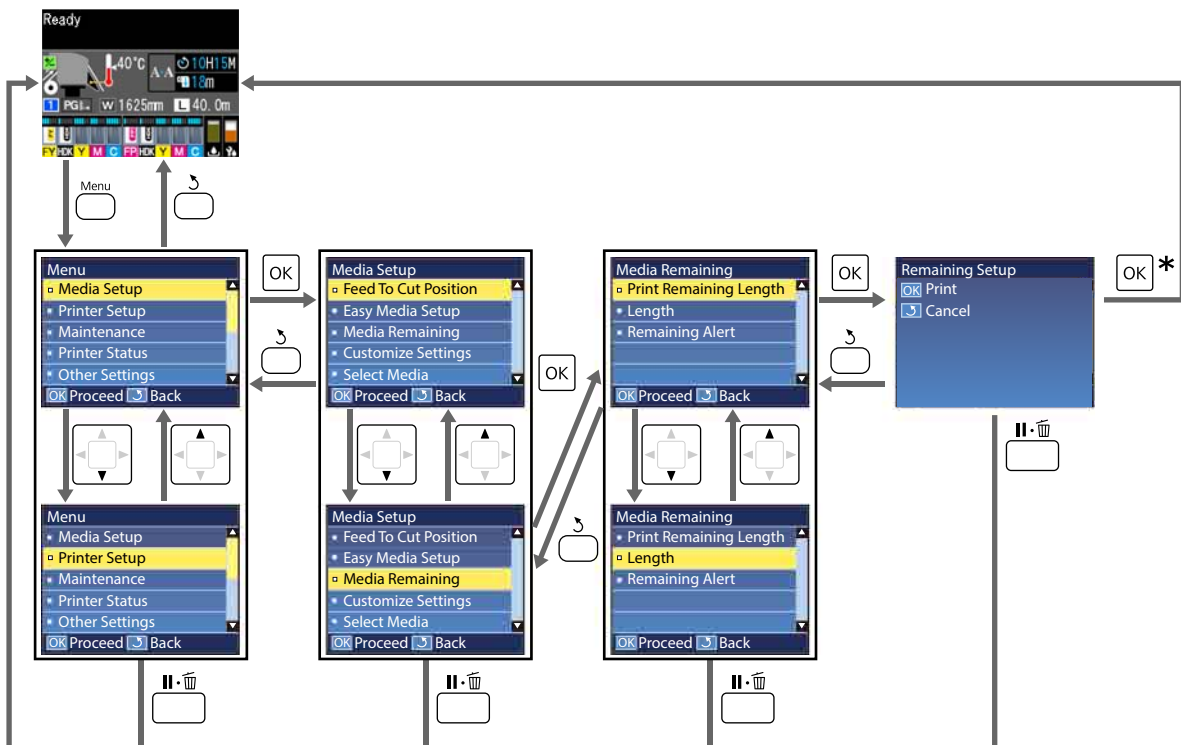 Ready
40°C
A-A
10H15M
18m
1 PG W 1625mm L 40.0m
FY HDK Y M C FP HDK Y M C
Menu
Menu
Media Setup
Printer Setup
Maintenance
Printer Status
Other Settings
OK Proceed Back
OK
Media Setup
Feed To Cut Position
Easy Media Setup
Media Remaining
Customize Settings
Select Media
OK Proceed Back
OK
Media Remaining
Print Remaining Length
Length
Remaining Alert
OK Proceed Back
OK
Remaining Setup
OK Print
Cancel
OK *
Menu
Media Setup
Printer Setup
Maintenance
Printer Status
Other Settings
OK Proceed Back
Media Setup
Feed To Cut Position
Easy Media Setup
Media Remaining
Customize Settings
Select Media
OK Proceed Back
Media Remaining
Print Remaining Length
Length
Remaining Alert
OK Proceed Back